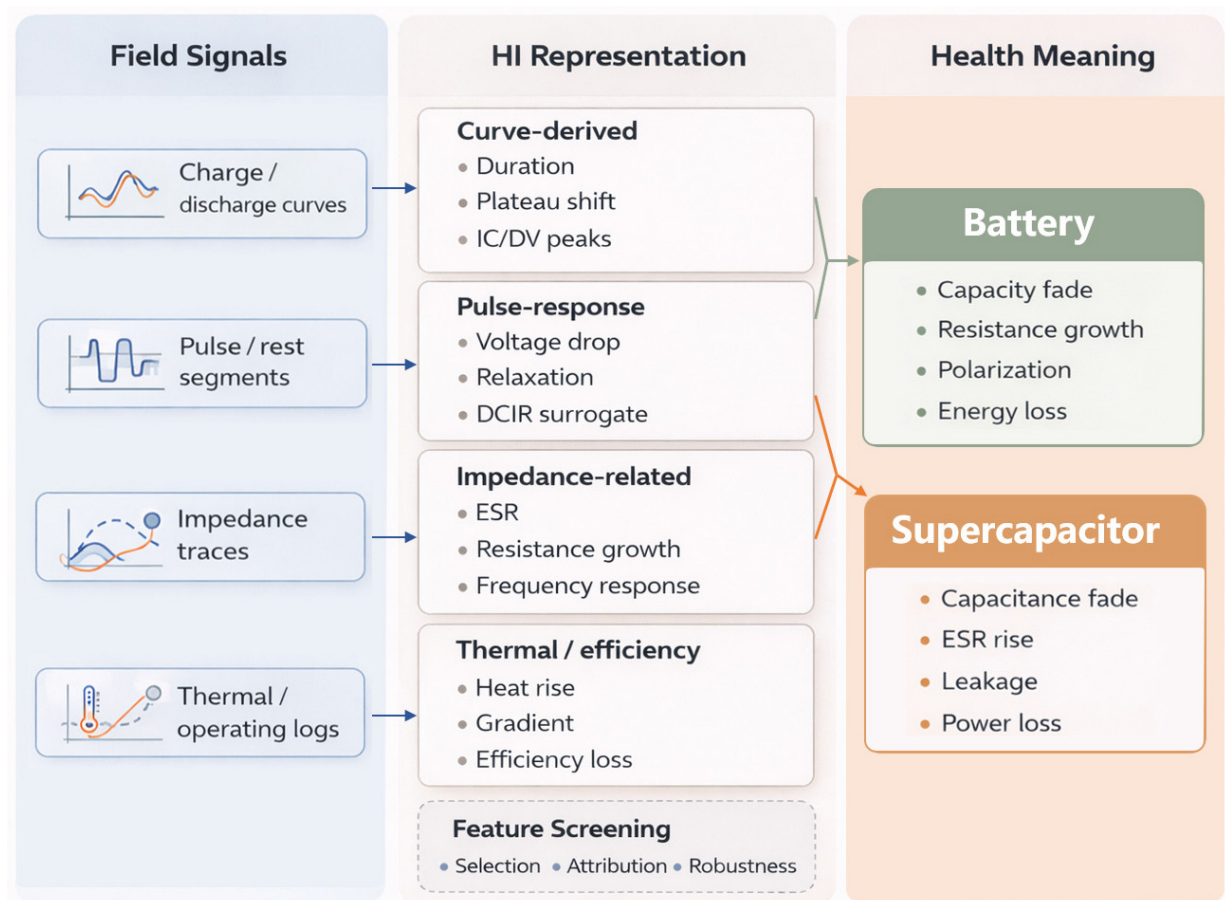 Field Signals
HI Representation
Health Meaning
Charge /
discharge curves
Pulse / rest
segments
Impedance
traces
Thermal /
operating logs
Curve-derived
• Duration
• Plateau shift
• IC/DV peaks
Pulse-response
• Voltage drop
• Relaxation
• DCIR surrogate
Impedance-related
• ESR
• Resistance growth
• Frequency response
Thermal / efficiency
• Heat rise
• Gradient
• Efficiency loss
Feature Screening
• Selection • Attribution • Robustness
Battery
• Capacity fade
• Resistance growth
• Polarization
• Energy loss
Supercapacitor
• Capacitance fade
• ESR rise
• Leakage
• Power loss